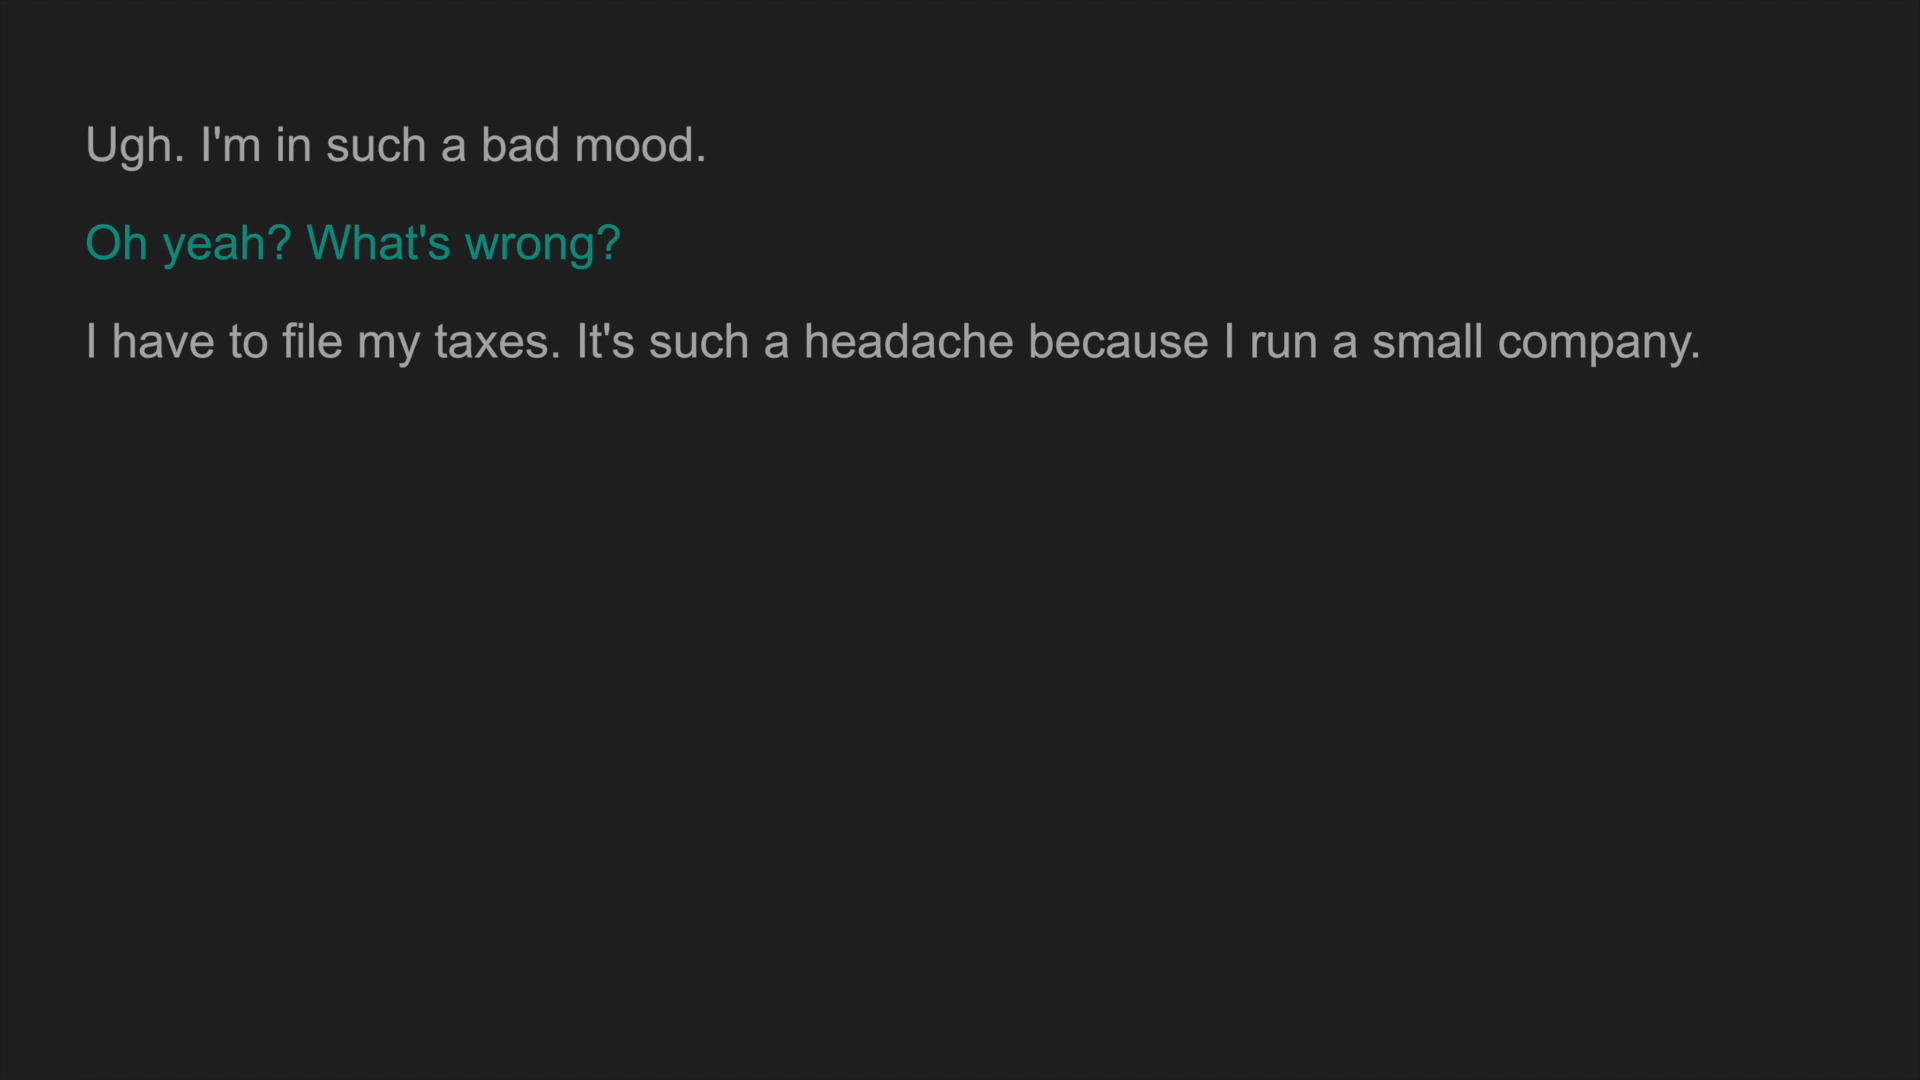 Ugh. I'm in such a bad mood.
Oh yeah? What's wrong?
I have to file my taxes. It's such a headache because I run a small company.